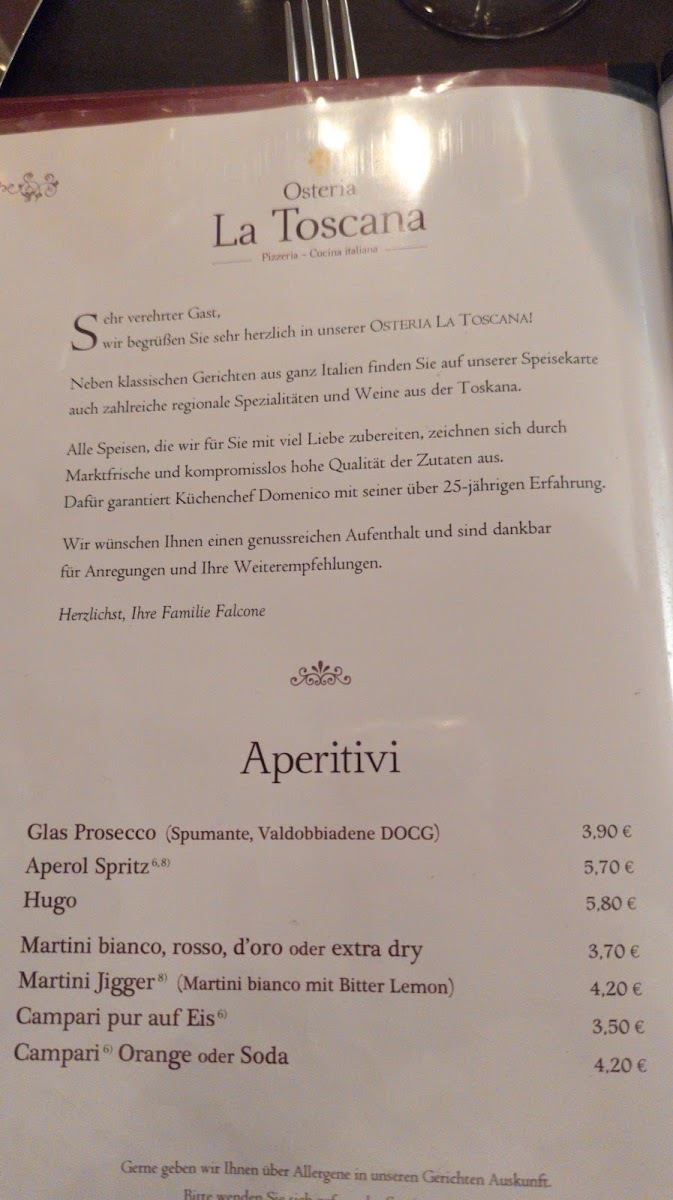 Osteria
La Toscana
Pizzeria - Cucina italiana
Sehr verehrter Gast,
wir begrüßen Sie sehr herzlich in unserer OSTERIA LA TOSCANA!
Neben klassischen Gerichten aus ganz Italien finden Sie auf unserer Speisekarte
auch zahlreiche regionale Spezialitäten und Weine aus der Toskana.
Alle Speisen, die wir für Sie mit viel Liebe zubereiten, zeichnen sich durch
Marktfrische und kompromisslos hohe Qualität der Zutaten aus.
Dafür garantiert Küchenchef Domenico mit seiner über 25-jährigen Erfahrung.
Wir wünschen Ihnen einen genussreichen Aufenthalt und sind dankbar
für Anregungen und Ihre Weiterempfehlungen.
Herzlichst, Ihre Familie Falcone
Aperitivi
Glas Prosecco (Spumante, Valdobbiadene DOCG) 3,90 €
Aperol Spritz 6,8) 5,70 €
Hugo 5,80 €
Martini bianco, rosso, d'oro oder extra dry 3,70 €
Martini Jigger 8) (Martini bianco mit Bitter Lemon) 4,20 €
Campari pur auf Eis 6) 3,50 €
Campari 6) Orange oder Soda 4,20 €
Gerne geben wir Ihnen über Allergene in unseren Gerichten Auskunft.
Bitte wenden Sie sich